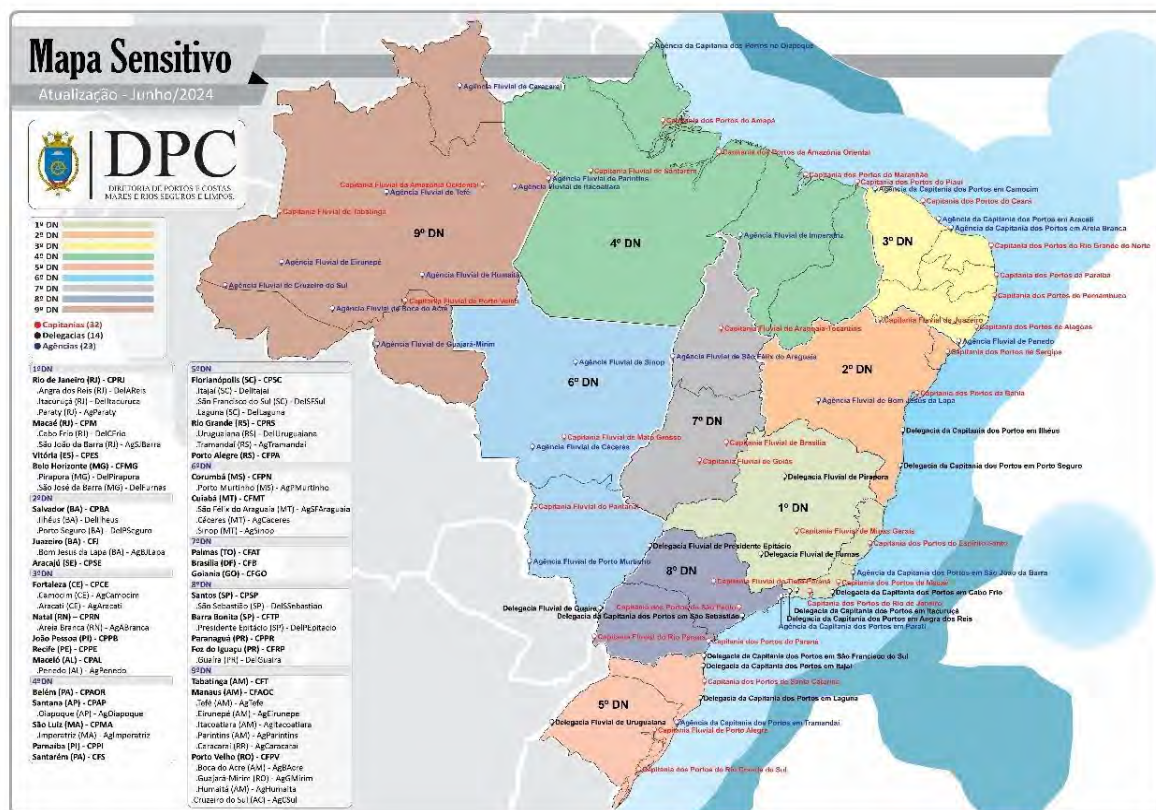 Mapa Sensitivo
Atualização - Junho/2024
DPC
DIRETORIA DE PORTOS E COSTAS
MARES E RIOS SEGUROS E LIMPOS.
1º DN
2º DN
3º DN
4º DN
5º DN
6º DN
7º DN
8º DN
9º DN
Capitanias (32)
Delegacias (14)
Agências (23)
1ºDN
Rio de Janeiro (RJ) - CPRJ
.Angra dos Reis (RJ) - DelAReis
.Itacuruçá (RJ) - DelItacuruca
.Paraty (RJ) - AgParaty
Macaé (RJ) - CPM
.Cabo Frio (RJ) - DelCFrio
.São João da Barra (RJ) - AgSJBarra
Vitória (ES) - CPES
Belo Horizonte (MG) - CFMG
.Pirapora (MG) - DelPirapora
.São José da Barra (MG) - DelFurnas
2ºDN
Salvador (BA) - CPBA
.Ilhéus (BA) - DelIlheus
.Porto Seguro (BA) - DelPSeguro
Juazeiro (BA) - CFJ
.Bom Jesus da Lapa (BA) - AgBJLapa
Aracajú (SE) - CPSE
3ºDN
Fortaleza (CE) - CPCE
.Camocim (CE) - AgCamocim
.Aracati (CE) - AgAracati
Natal (RN) - CPRN
.Areia Branca (RN) - AgABranca
João Pessoa (PI) - CPPB
Recife (PE) - CPPE
Maceló (AL) - CPAL
.Penedo (AL) - AgPenedo
4ºDN
Belém (PA) - CPAOR
Santana (AP) - CPAP
.Oiapoque (AP) - AgOiapoque
São Luiz (MA) - CPMA
.Imperatriz (MA) - AgImperatriz
Parnaíba (PI) - CPPI
Santarém (PA) - CFS
5ºDN
Florianópolis (SC) - CPSC
.Itajaí (SC) - DelItajai
.São Francisco do Sul (SC) - DelSFSul
.Laguna (SC) - DelLaguna
Rio Grande (RS) - CPRS
.Uruguaiana (RS) - DelUruguaiana
.Tramandaí (RS) - AgTramandai
Porto Alegre (RS) - CFPA
6ºDN
Corumbá (MS) - CFPN
.Porto Murtinho (MS) - AgPMurtinho
Cuiabá (MT) - CFMT
.São Félix do Araguaia (MT) - AgSFAraguaia
.Cáceres (MT) - AgCaceres
.Sinop (MT) - AgSinop
7ºDN
Palmas (TO) - CFAT
Brasília (DF) - CFB
Goiania (GO) - CFGO
8ºDN
Santos (SP) - CPSP
.São Sebastião (SP) - DelSSebastian
Barra Bonita (SP) - CFTP
.Presidente Epitácio (SP) - DelPEpitacio
Paranaguá (PR) - CPPR
Foz do Iguaçu (PR) - CFRP
.Guaíra (PR) - DelGuaira
Tabatinga (AM) - CFT
Manaus (AM) - CFAOC
.Tefé (AM) - AgTefe
.Eirunepé (AM) - AgEirunepe
.Itacoatiara (AM) - AgItacoatiara
.Parintins (AM) - AgParintins
.Caracaraí (RR) - AgCaracarai
Porto Velho (RO) - CFPV
.Boca do Acre (AM) - AgBAcre
.Guajará-Mirim (RO) - AgGMirim
.Humaitá (AM) - AgHumaita
.Cruzeiro do Sul (AC) - AgCSul
Agência da Capitania dos Portos no Oiapoque
Agência Fluvial de Caracaraí
Capitania dos Portos do Amapá
Capitania dos Portos da Amazônia Oriental
Capitania Fluvial de Santarém
Agência Fluvial de Parintins
Agência Fluvial de Itacoatiara
Capitania Fluvial da Amazônia Ocidental
Agência Fluvial de Tefé
Capitania Fluvial de Tabatinga
Capitania dos Portos do Maranhão
Capitania dos Portos do Piauí
Agência da Capitania dos Portos em Camocim
Capitania dos Portos do Ceará
Agência da Capitania dos Portos em Aracati
Agência da Capitania dos Portos em Areia Branca
Capitania dos Portos do Rio Grande do Norte
Capitania dos Portos da Paraíba
Capitania dos Portos de Pernambuco
9º DN
4º DN
3º DN
Agência Fluvial de Imperatriz
Agência Fluvial de Eirunepé
Agência Fluvial de Humaitá
Agência Fluvial de Cruzeiro do Sul
Capitania Fluvial de Porto Velho
Agência Fluvial de Boca do Acre
Agência Fluvial de Guajará-Mirim
Capitania Fluvial de Juazeiro
Capitania dos Portos de Alagoas
Agência Fluvial de Penedo
Capitania dos Portos de Sergipe
Capitania Fluvial do Araguaia-Tocantins
Agência Fluvial de Sinop
Agência Fluvial de São Félix do Araguaia
6º DN
2º DN
Agência Fluvial de Bom Jesus da Lapa
Capitania dos Portos da Bahia
7º DN
Delegacia da Capitania dos Portos em Ilhéus
Capitania Fluvial de Mato Grosso
Agência Fluvial de Cáceres
Capitania Fluvial de Brasília
Capitania Fluvial de Goiás
Delegacia da Capitania dos Portos em Porto Seguro
Delegacia Fluvial de Pirapora
Capitania Fluvial do Pantanal
1º DN
Capitania Fluvial de Minas Gerais
Capitania dos Portos do Espírito Santo
Delegacia Fluvial de Presidente Epitácio
Delegacia Fluvial de Furnas
Agência Fluvial de Porto Murtinho
8º DN
Agência da Capitania dos Portos em São João da Barra
Capitania Fluvial do Tietê-Paraná
Capitania dos Portos de Macaé
Delegacia da Capitania dos Portos em Cabo Frio
Capitania dos Portos do Rio de Janeiro
Delegacia Fluvial de Guaíra
Capitania dos Portos de São Paulo
Delegacia da Capitania dos Portos em Itacuruçá
Delegacia da Capitania dos Portos em São Sebastião
Delegacia da Capitania dos Portos em Angra dos Reis
Agência da Capitania dos Portos em Parati
Capitania Fluvial do Rio Paraná
Capitania dos Portos do Paraná
Delegacia da Capitania dos Portos em São Francisco do Sul
Delegacia da Capitania dos Portos em Itajaí
Capitania dos Portos de Santa Catarina
Delegacia da Capitania dos Portos em Laguna
5º DN
Delegacia Fluvial de Uruguaiana
Agência da Capitania dos Portos em Tramandaí
Capitania Fluvial de Porto Alegre
Capitania dos Portos do Rio Grande do Sul